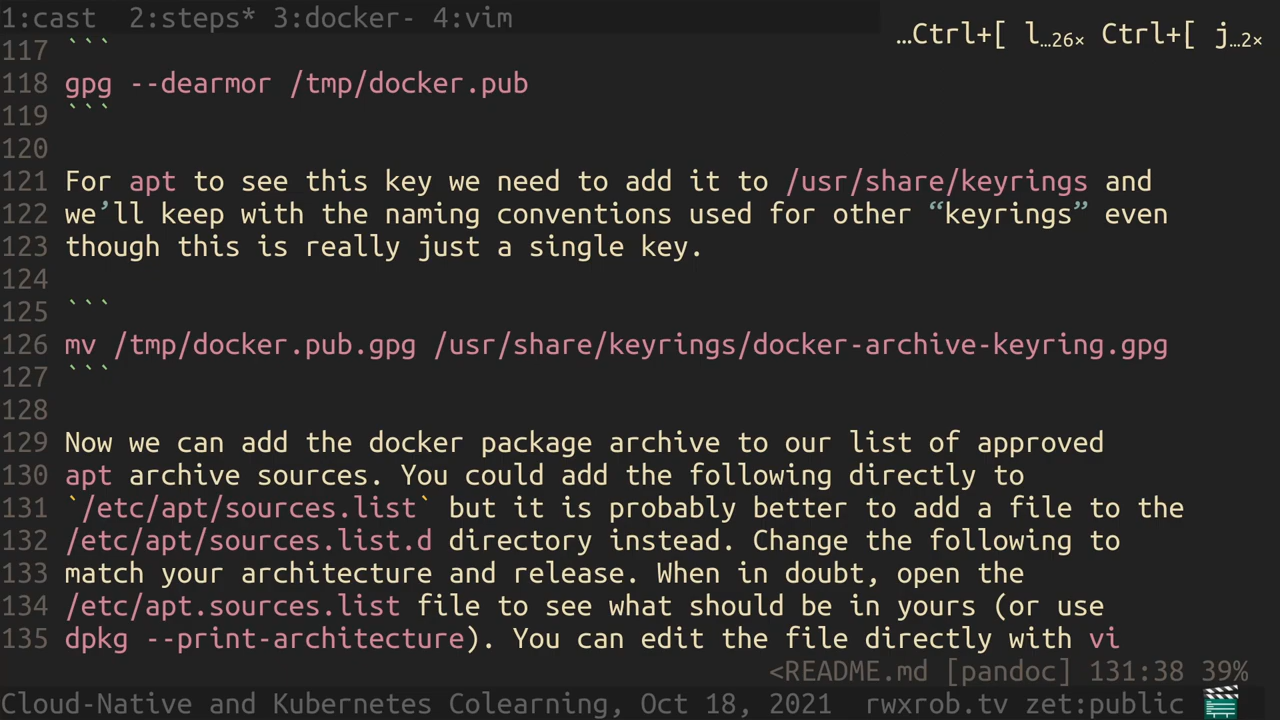 1:cast  2:steps* 3:docker- 4:vim
…Ctrl+[ l…26× Ctrl+[ j…2×
117 ```
118 gpg --dearmor /tmp/docker.pub
119 ```
120
121 For apt to see this key we need to add it to /usr/share/keyrings and
122 we’ll keep with the naming conventions used for other “keyrings” even
123 though this is really just a single key.
124
125 ```
126 mv /tmp/docker.pub.gpg /usr/share/keyrings/docker-archive-keyring.gpg
127 ```
128
129 Now we can add the docker package archive to our list of approved
130 apt archive sources. You could add the following directly to
131 `/etc/apt/sources.list` but it is probably better to add a file to the
132 /etc/apt/sources.list.d directory instead. Change the following to
133 match your architecture and release. When in doubt, open the
134 /etc/apt.sources.list file to see what should be in yours (or use
135 dpkg --print-architecture). You can edit the file directly with vi
<README.md [pandoc] 131:38 39%
Cloud-Native and Kubernetes Colearning, Oct 18, 2021  rwxrob.tv zet:public